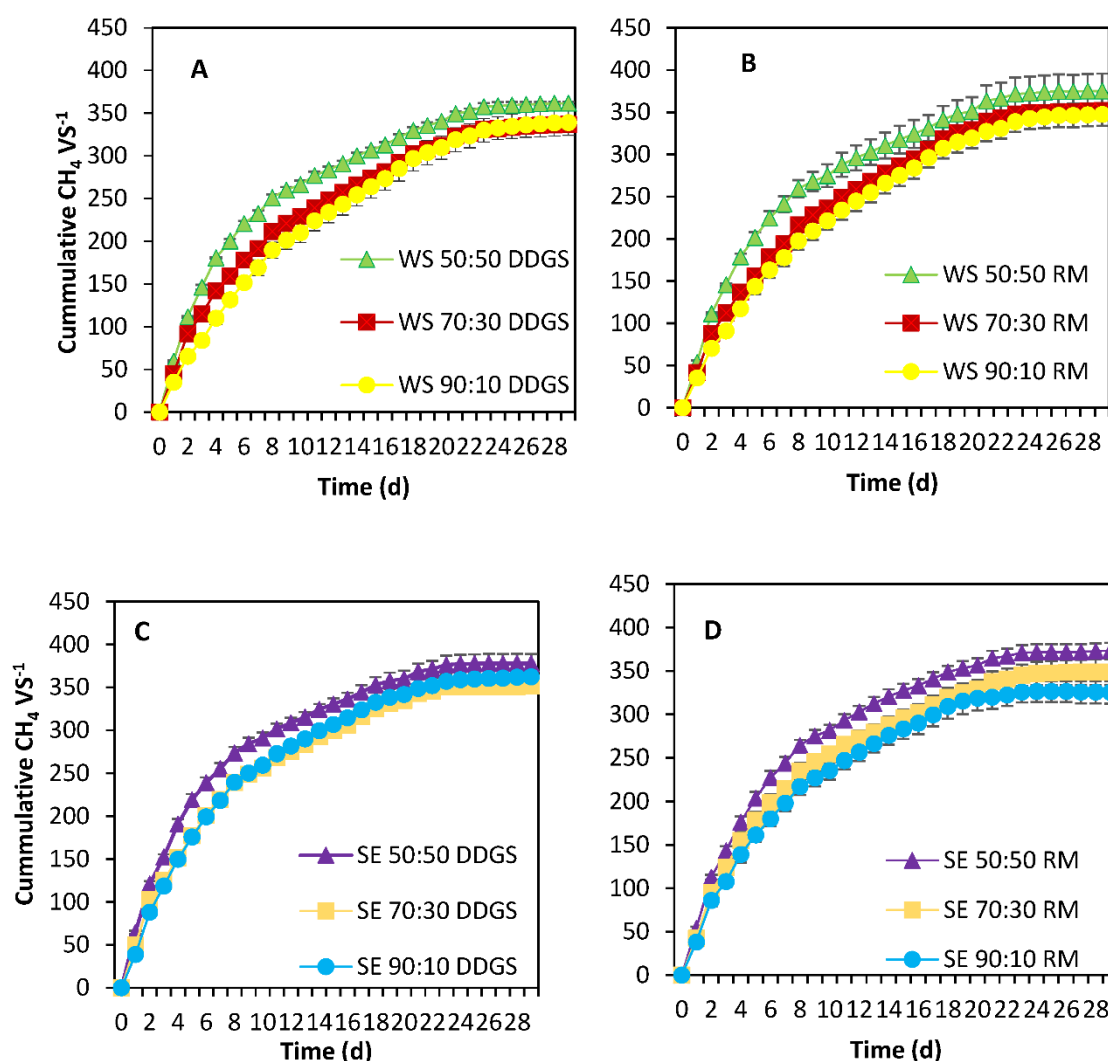 A
Cummulative CH4 VS-1
450
400
350
300
250
200
150
100
50
0
WS 50:50 DDGS
WS 70:30 DDGS
WS 90:10 DDGS
0 2 4 6 8 10 12 14 16 18 20 22 24 26 28
Time (d)
B
450
400
350
300
250
200
150
100
50
0
WS 50:50 RM
WS 70:30 RM
WS 90:10 RM
0 2 4 6 8 10 12 14 16 18 20 22 24 26 28
Time (d)
C
Cummulative CH4 VS-1
450
400
350
300
250
200
150
100
50
0
SE 50:50 DDGS
SE 70:30 DDGS
SE 90:10 DDGS
0 2 4 6 8 10 12 14 16 18 20 22 24 26 28
Time (d)
D
450
400
350
300
250
200
150
100
50
0
SE 50:50 RM
SE 70:30 RM
SE 90:10 RM
0 2 4 6 8 10 12 14 16 18 20 22 24 26 28
Time (d)